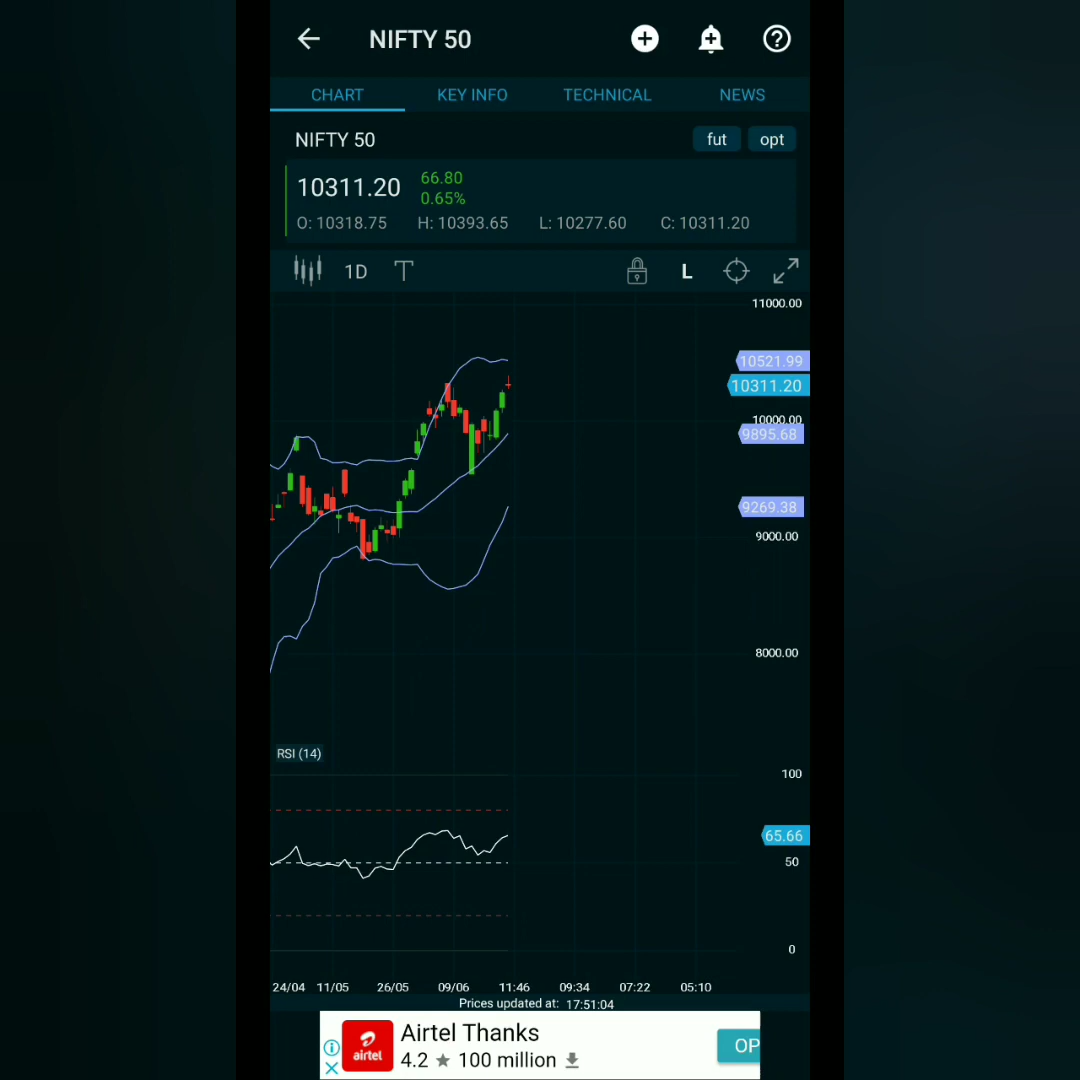 NIFTY 50
CHART KEY INFO TECHNICAL NEWS
NIFTY 50 fut opt
10311.20 66.80
0.65%
O: 10318.75 H: 10393.65 L: 10277.60 C: 10311.20
1D T L
11000.00
10521.99
10311.20
10000.00
9895.68
9269.38
9000.00
8000.00
RSI (14)
100
65.66
50
0
24/04 11/05 26/05 09/06 11:46 09:34 07:22 05:10
Prices updated at: 17:51:04
Airtel Thanks
airtel
4.2 ★ 100 million
OP